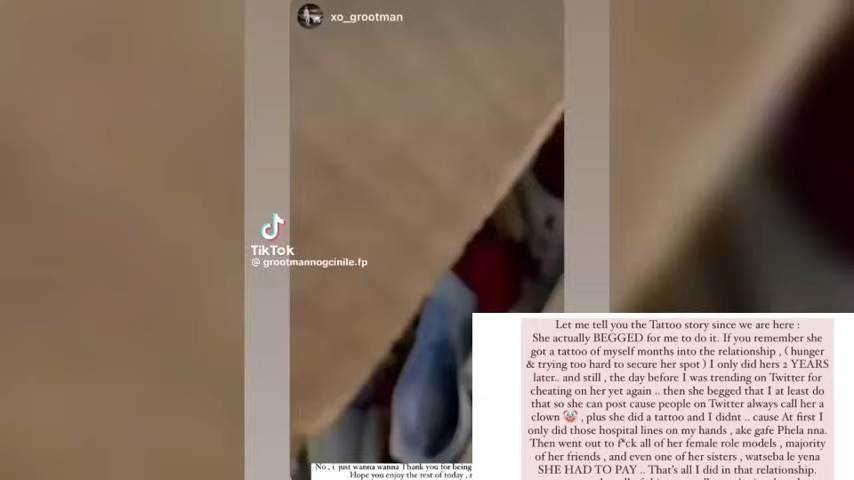 xo_grootman
TikTok
@ grootmannogcinile.fp
Let me tell you the Tattoo story since we are here :
She actually BEGGED for me to do it. If you remember she
got a tattoo of myself months into the relationship , ( hunger
& trying too hard to secure her spot ) I only did hers 2 YEARS
later.. and still , the day before I was trending on Twitter for
cheating on her yet again .. then she begged that I at least do
that so she can post cause people on Twitter always call her a
clown 🤡 , plus she did a tattoo and I didnt .. cause At first I
only did those hospital lines on my hands , ake gafe Phela nna.
Then went out to f*ck all of her female role models , majority
of her friends , and even one of her sisters , watseba le yena
SHE HAD TO PAY .. That's all I did in that relationship.
No , i just wanna wanna Thank you for being
Hope you enjoy the rest of today ,